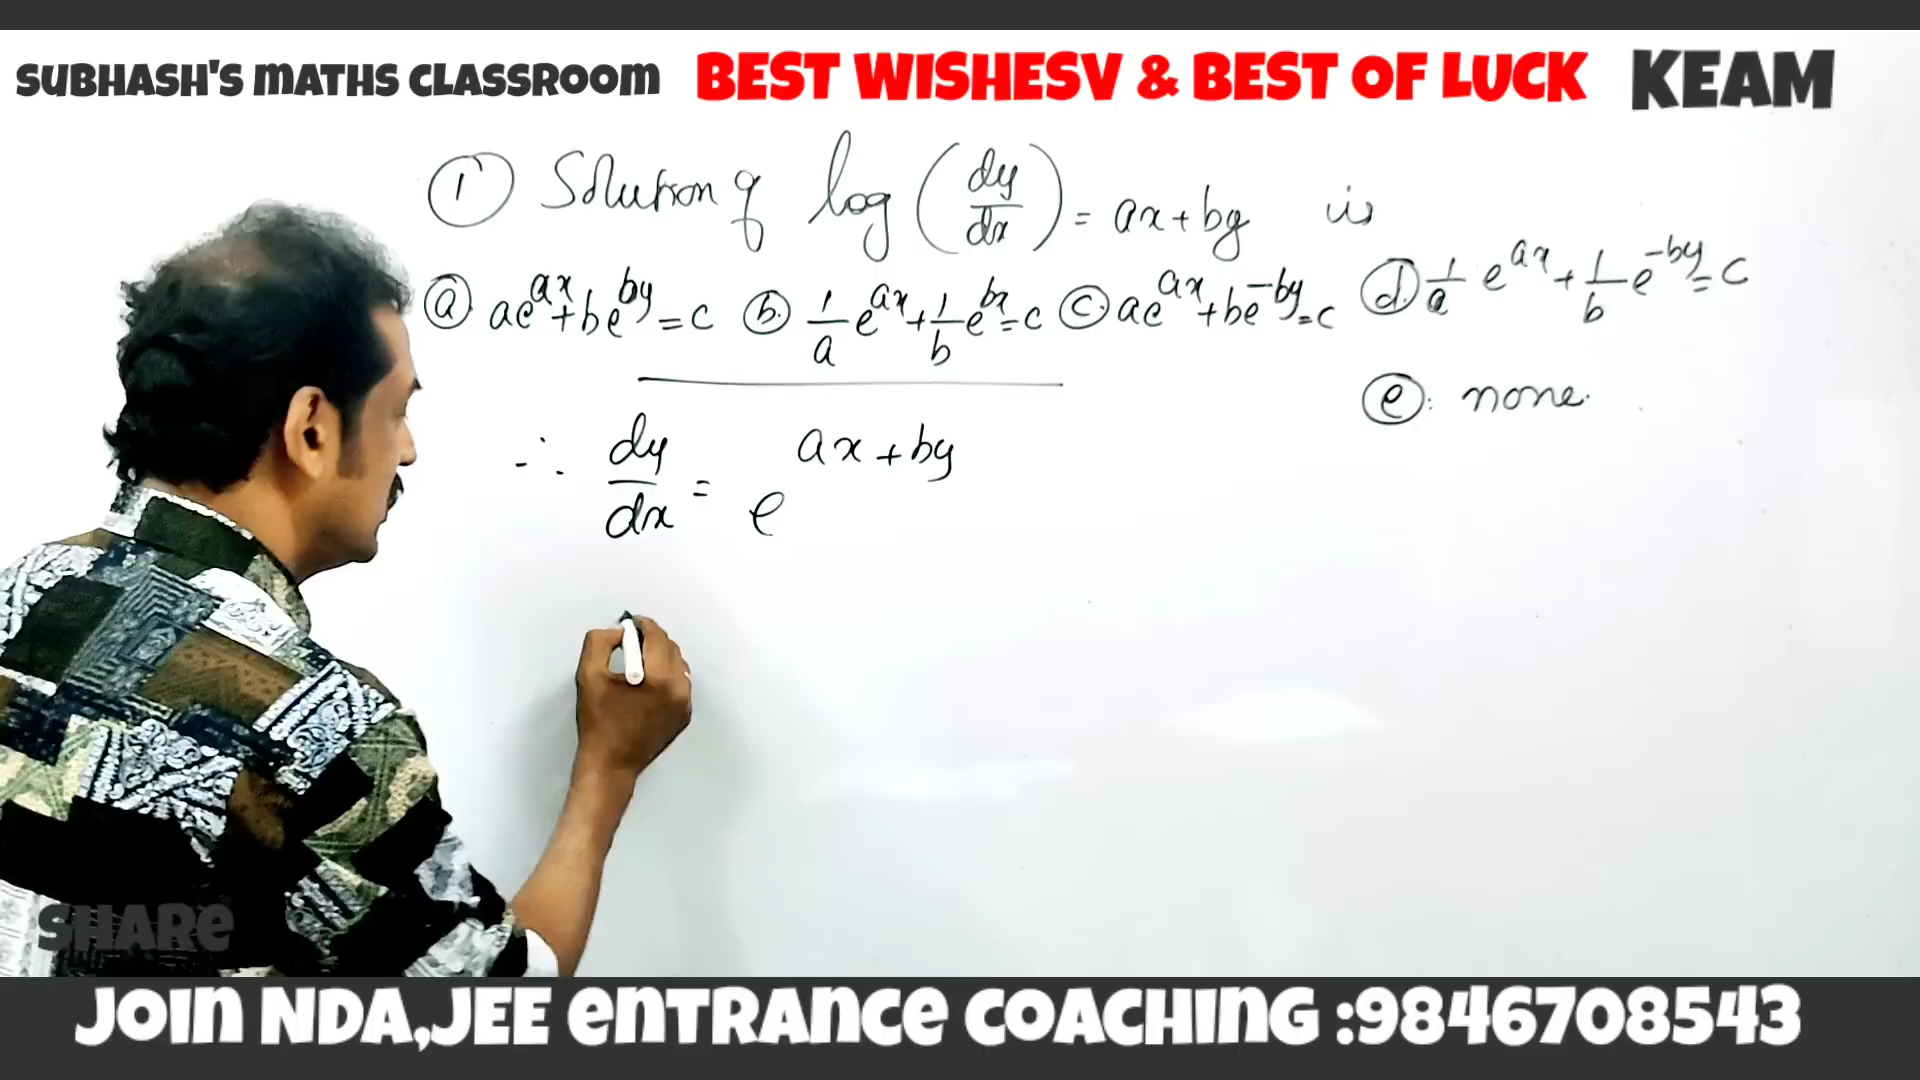 SUBHASH'S MATHS CLASSROOM BEST WISHESV & BEST OF LUCK KEAM
① Solution of log(dy/dx) = ax+by is
ⓐ ae^ax + be^by = c ⓑ 1/a e^ax + 1/b e^bx = c ⓒ ae^ax + be^-by = c ⓓ 1/a e^ax + 1/b e^-by = c
ⓔ: none.
∴ dy/dx = e^ax+by
SHARE
JOIN NDA,JEE ENTRANCE COACHING :9846708543